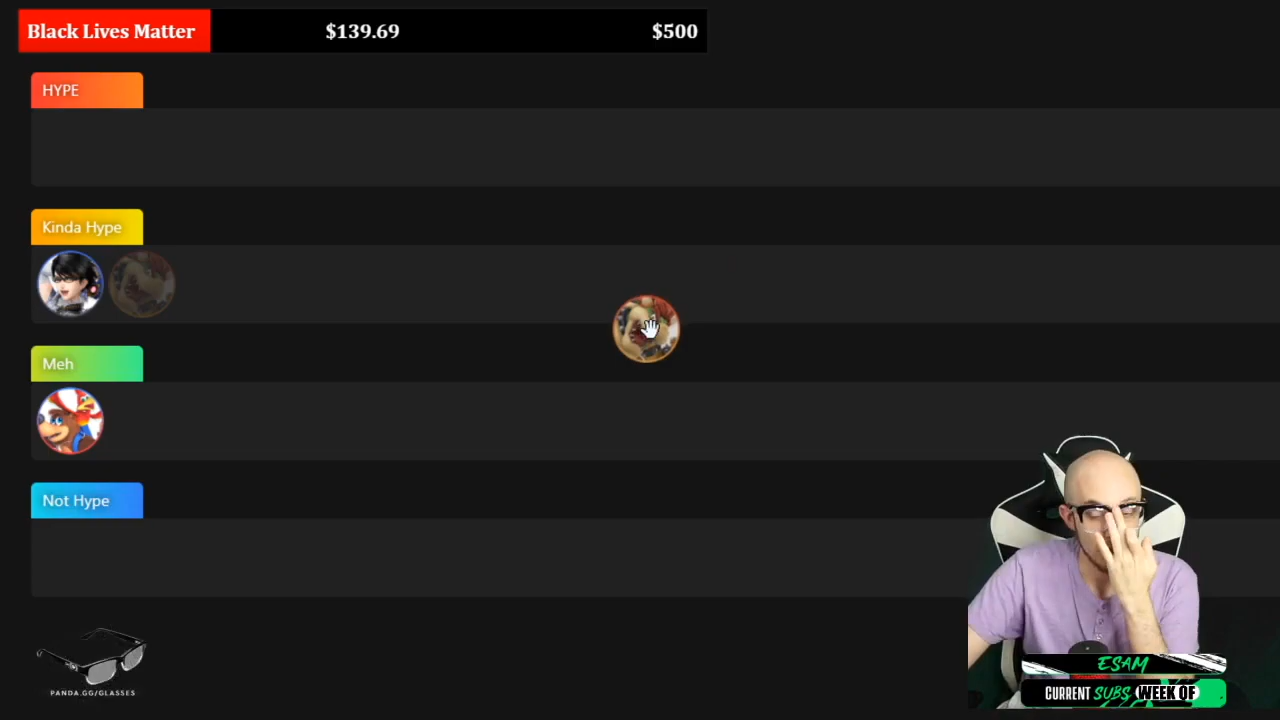 Black Lives Matter $139.69 $500
HYPE
Kinda Hype
Meh
Not Hype
PANDA.GG/GLASSES
ESAM
CURRENT SUBS WEEK OF